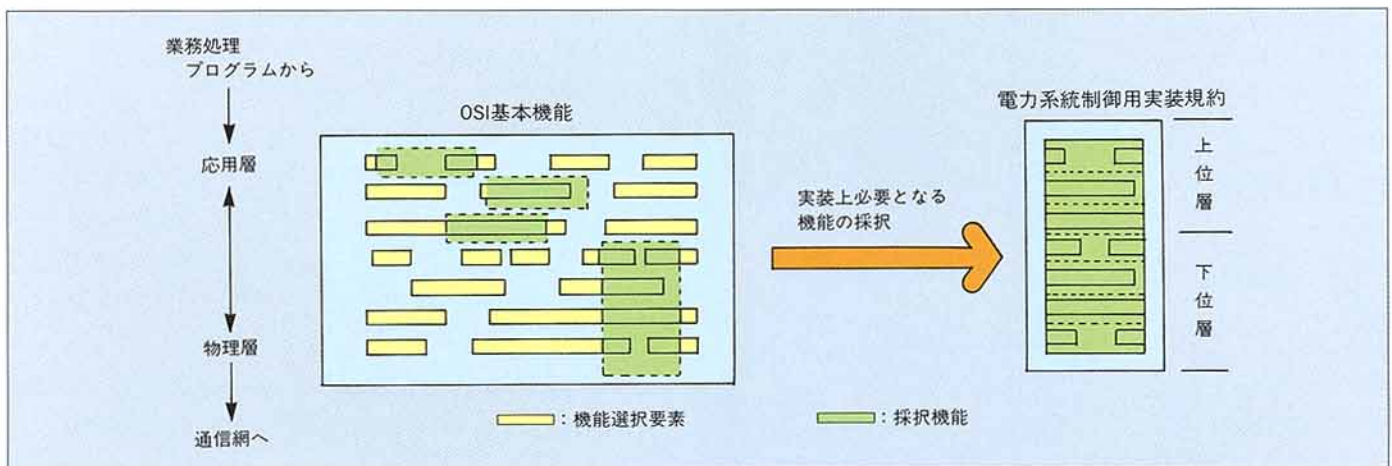 業務処理
プログラムから
応用層
物理層
通信網へ
OSI基本機能
実装上必要となる
機能の採択
電力系統制御用実装規約
上位層
下位層
：機能選択要素
：採択機能